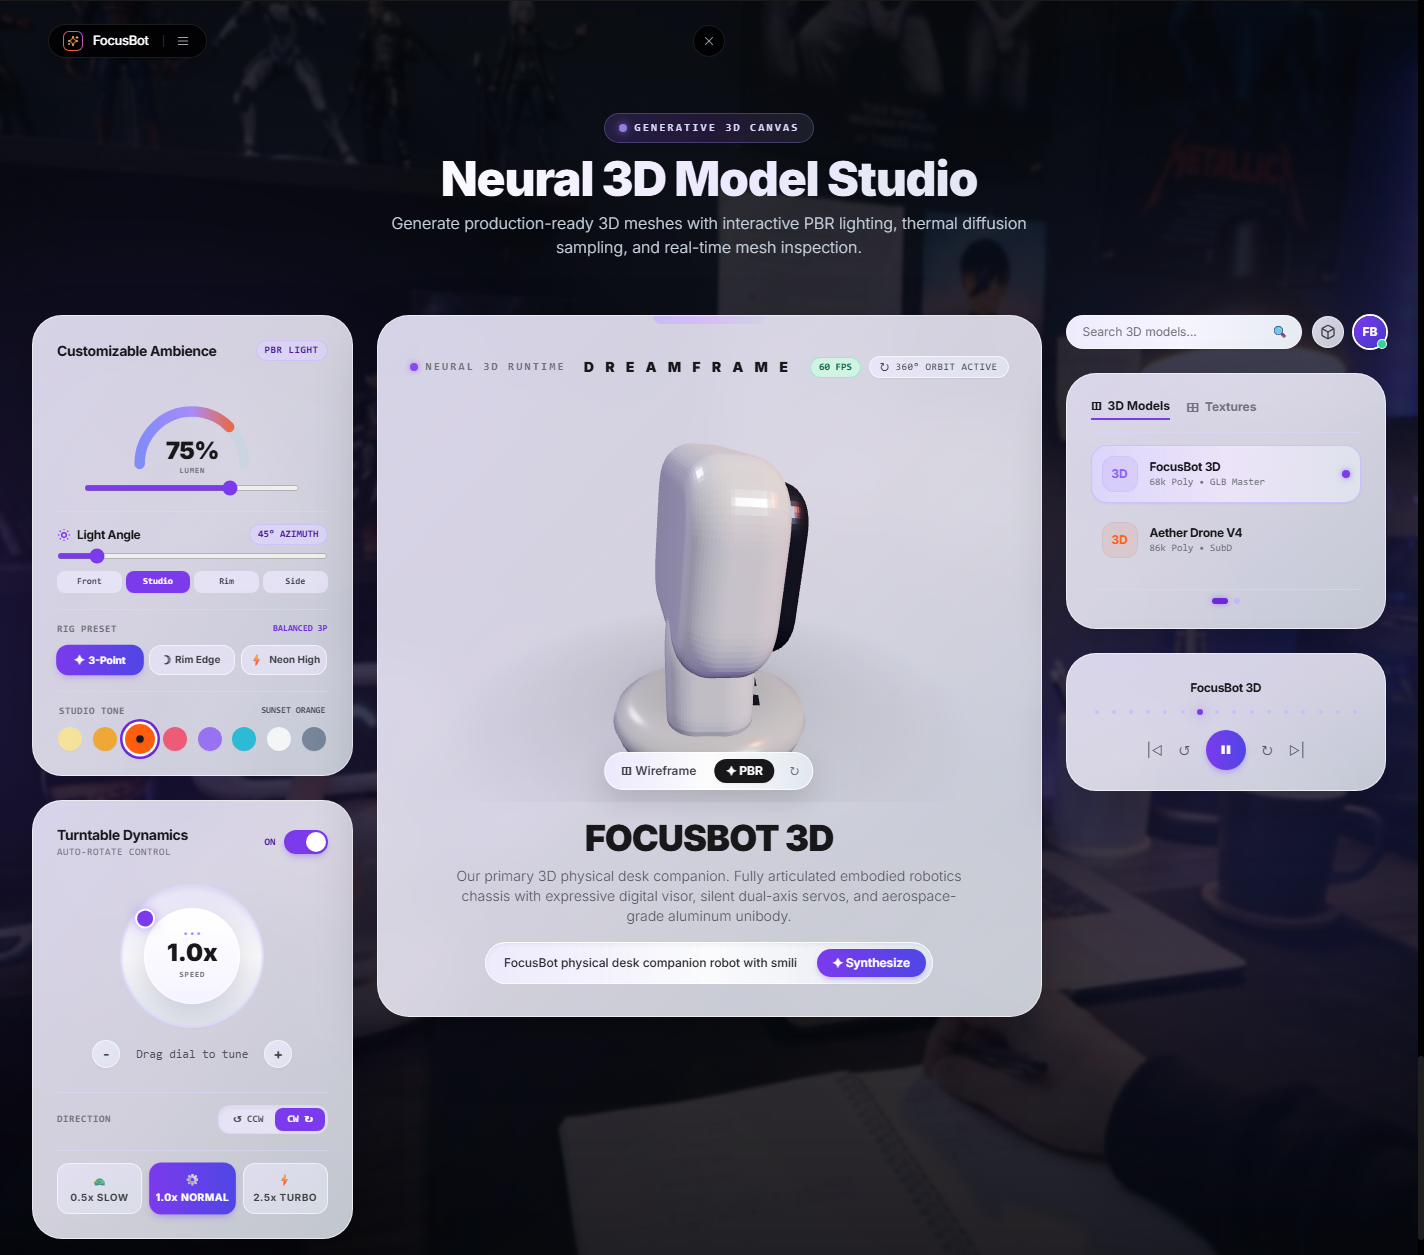 FocusBot
GENERATIVE 3D CANVAS
Neural 3D Model Studio
Generate production-ready 3D meshes with interactive PBR lighting, thermal diffusion
sampling, and real-time mesh inspection.
Customizable Ambience
PBR LIGHT
75%
LUMEN
Light Angle
45° AZIMUTH
Front
Studio
Rim
Side
RIG PRESET
BALANCED 3P
3-Point
Rim Edge
Neon High
STUDIO TONE
SUNSET ORANGE
Turntable Dynamics
AUTO-ROTATE CONTROL
ON
1.0x
SPEED
- Drag dial to tune +
DIRECTION
CCW
CW
0.5x SLOW
1.0x NORMAL
2.5x TURBO
NEURAL 3D RUNTIME
DREAMFRAME
60 FPS
360° ORBIT ACTIVE
Wireframe
PBR
FOCUSBOT 3D
Our primary 3D physical desk companion. Fully articulated embodied robotics
chassis with expressive digital visor, silent dual-axis servos, and aerospace-
grade aluminum unibody.
FocusBot physical desk companion robot with smili
Synthesize
Search 3D models...
FB
3D Models
Textures
3D
FocusBot 3D
68k Poly • GLB Master
3D
Aether Drone V4
86k Poly • SubD
FocusBot 3D
METALLICA